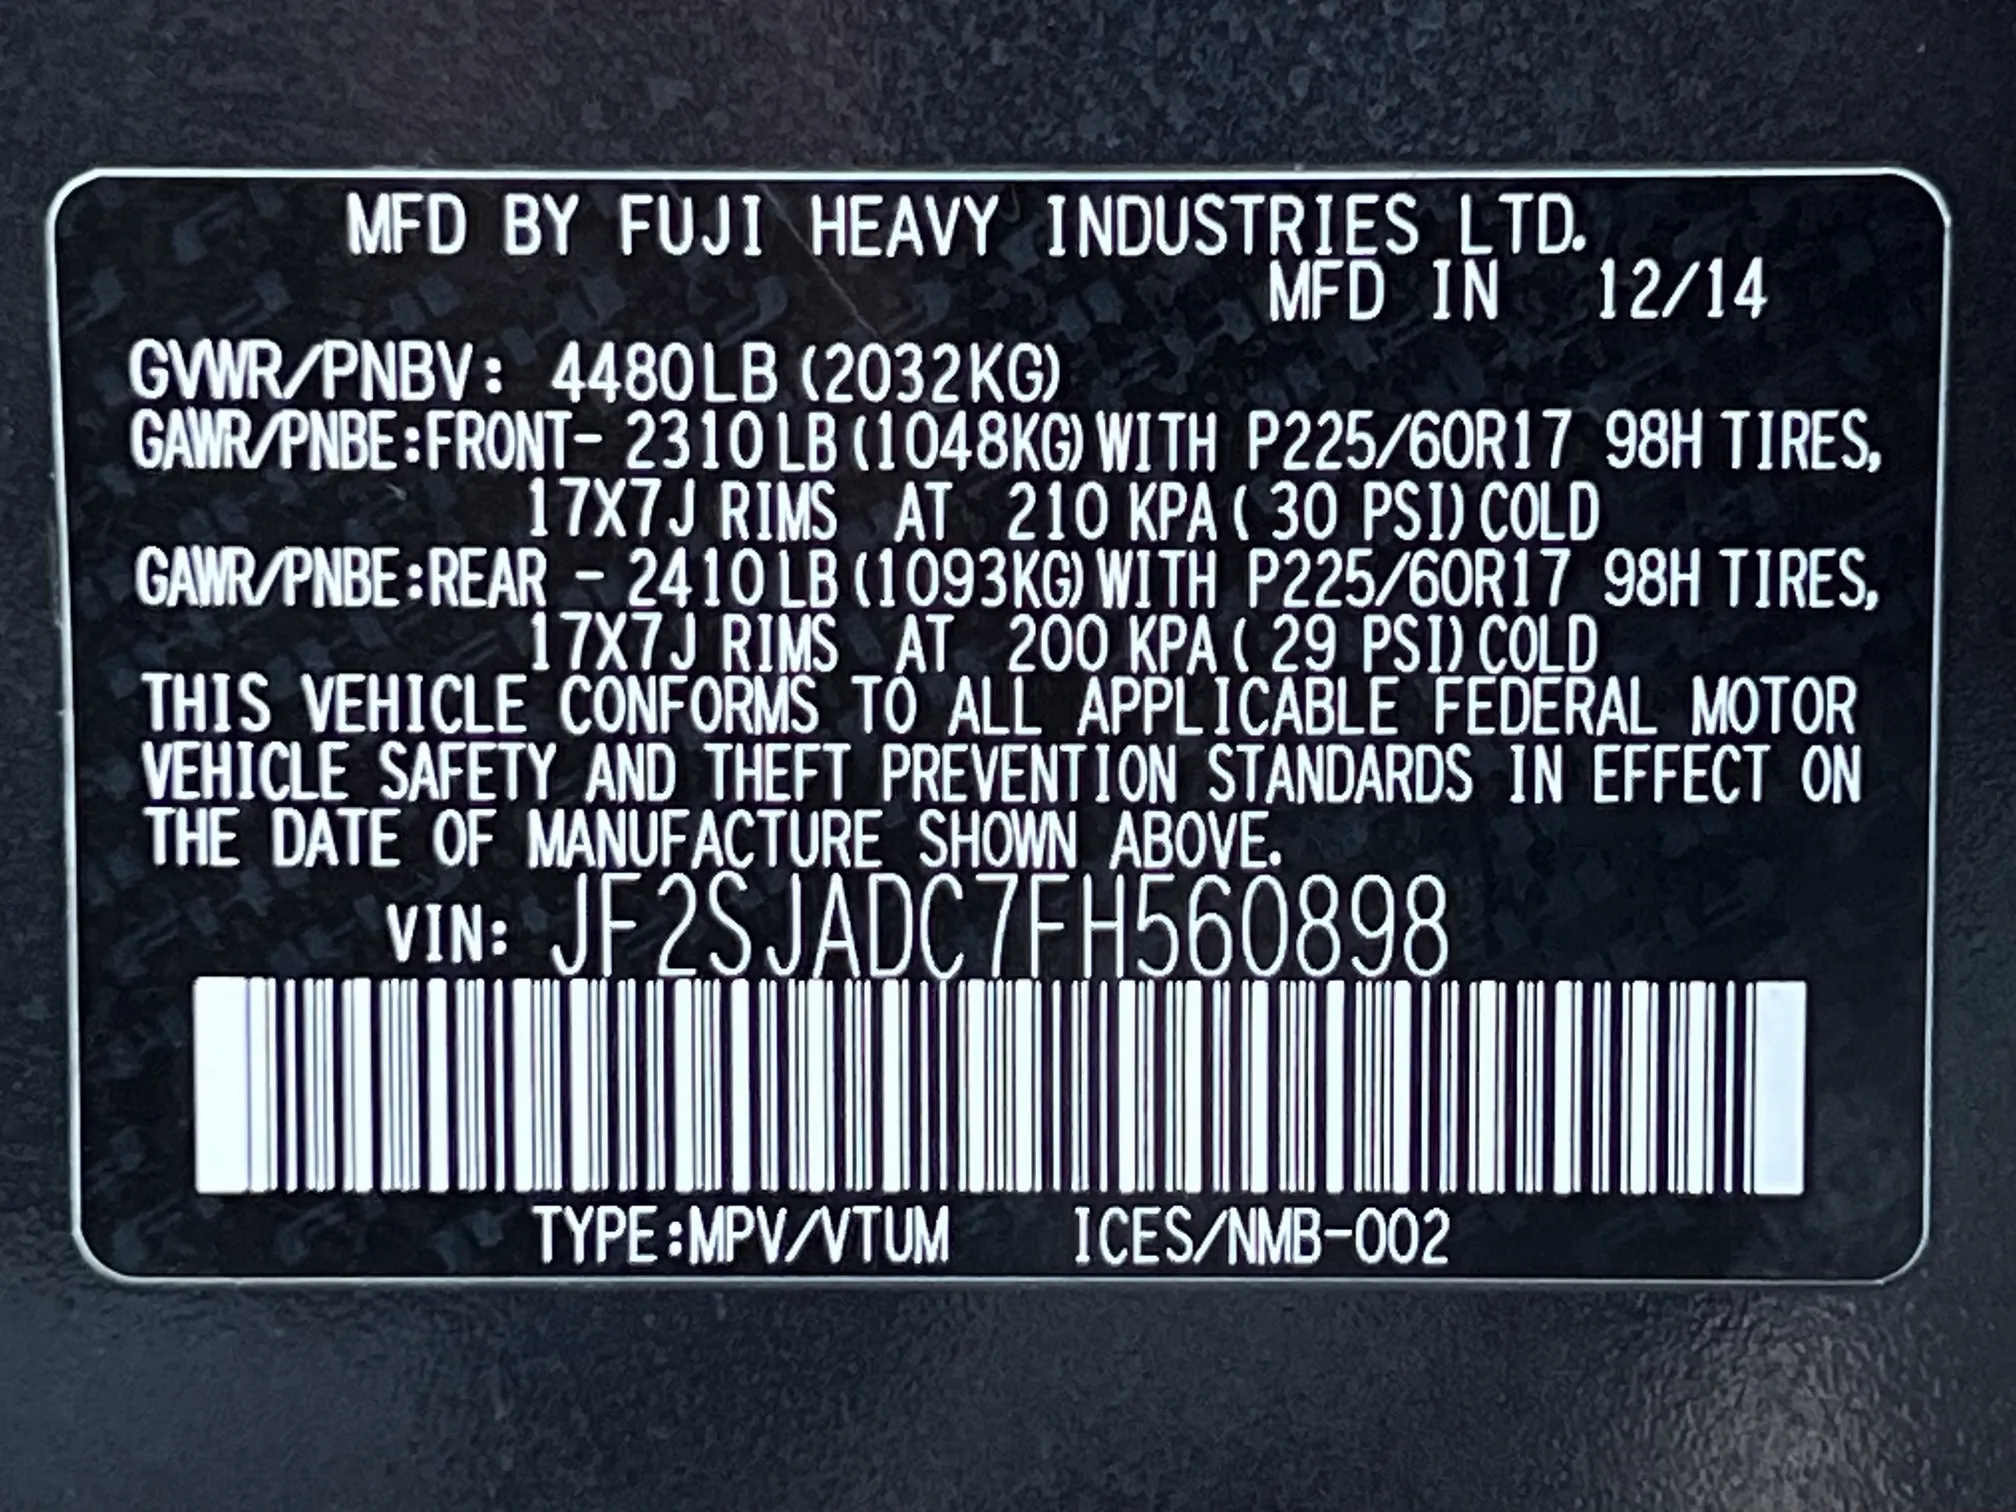 MFD BY FUJI HEAVY INDUSTRIES LTD.
MFD IN 12/14
GVWR/PNBV: 4480LB (2032KG)
GAWR/PNBE:FRONT- 2310LB (1048KG) WITH P225/60R17 98H TIRES,
17X7J RIMS AT 210 KPA ( 30 PSI) COLD
GAWR/PNBE:REAR - 2410LB (1093KG) WITH P225/60R17 98H TIRES,
17X7J RIMS AT 200 KPA ( 29 PSI) COLD
THIS VEHICLE CONFORMS TO ALL APPLICABLE FEDERAL MOTOR
VEHICLE SAFETY AND THEFT PREVENTION STANDARDS IN EFFECT ON
THE DATE OF MANUFACTURE SHOWN ABOVE.
VIN: JF2SJADC7FH560898
TYPE:MPV/VTUM ICES/NMB-002